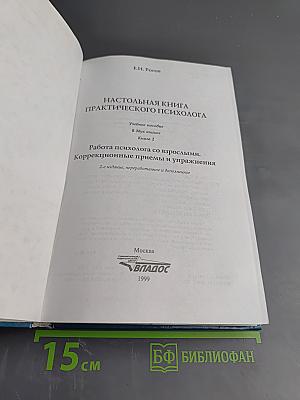 Е.И. Рогов
НАСТОЛЬНАЯ КНИГА
ПРАКТИЧЕСКОГО ПСИХОЛОГА
Учебное пособие
В двух книгах
Книга 2
Работа психолога со взрослыми.
Коррекционные приемы и упражнения
2-е издание, переработанное и дополненное
Москва
ВЛАДОС
1999
15 см
БФ БИБЛИОФАН